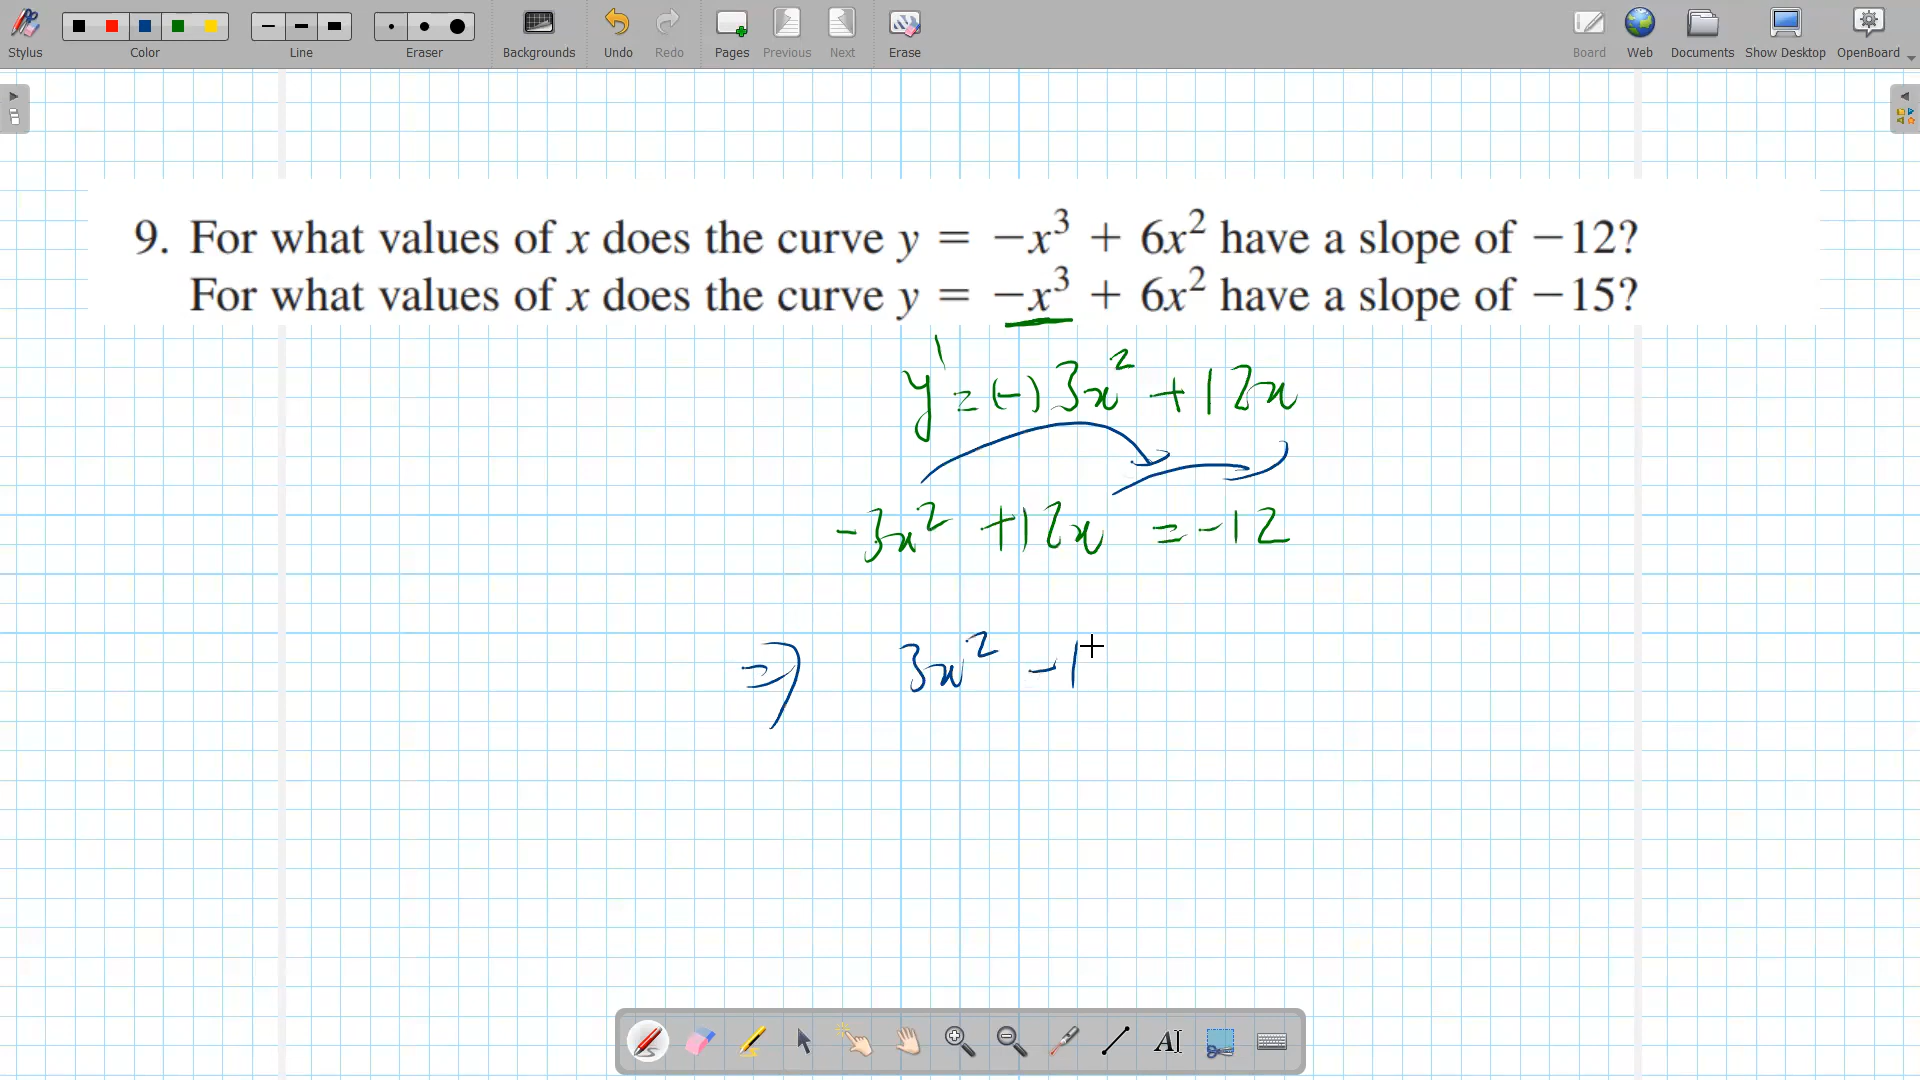 Stylus
Color
Line
Eraser
Backgrounds
Undo
Redo
Pages
Previous
Next
Erase
Board
Web
Documents
Show Desktop
OpenBoard
9. For what values of x does the curve y = −x³ + 6x² have a slope of −12?
For what values of x does the curve y = −x³ + 6x² have a slope of −15?
y' = (−) 3x² + 12x
-3x² + 12x = -12
⇒ 3x² - 1